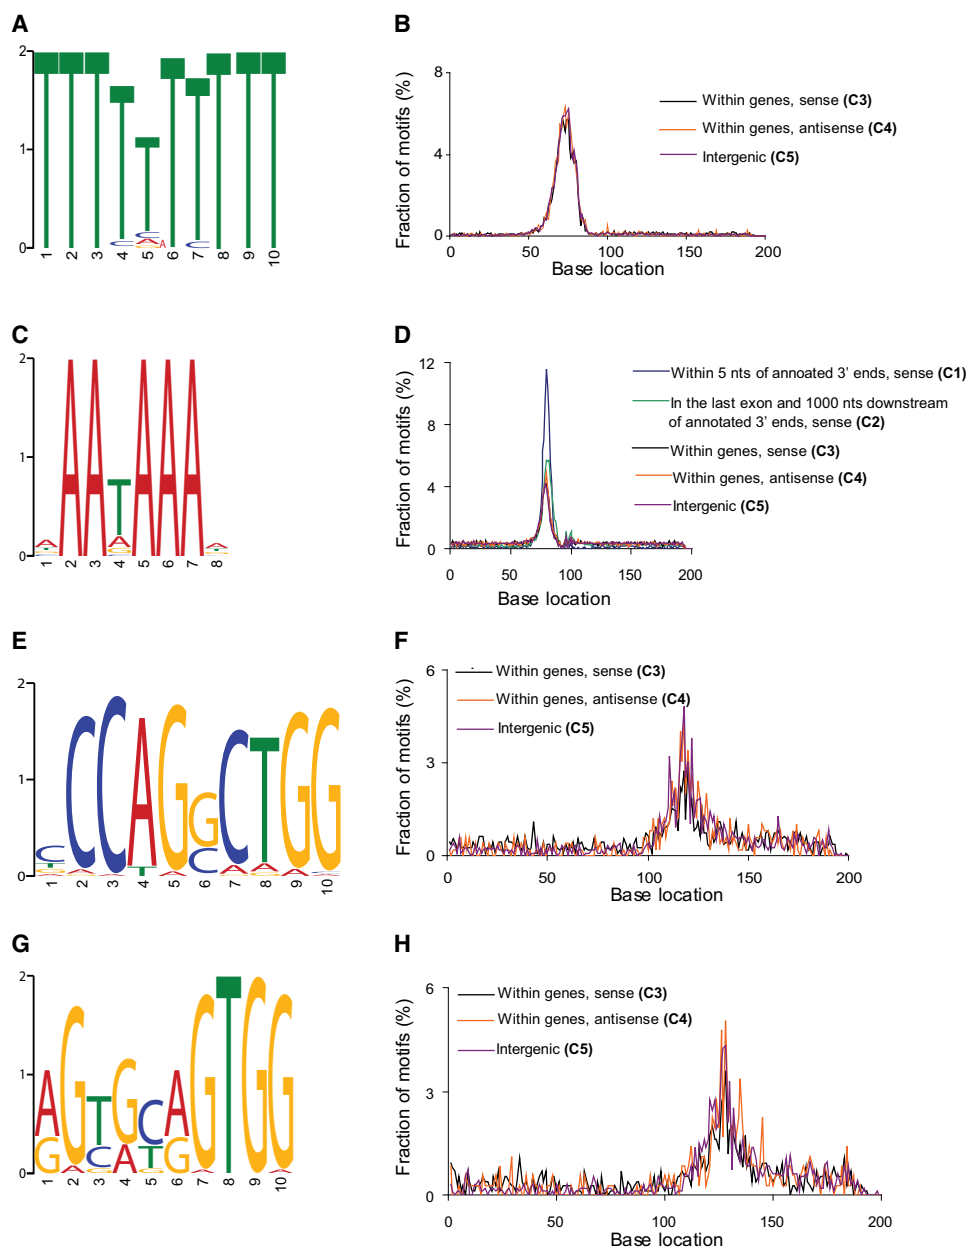 A
2
1
0
T T T T T T T T T T
C C A A C
1 2 3 4 5 6 7 8 9 10
B
Fraction of motifs (%)
8
4
0
0 50 100 150 200
Base location
Within genes, sense (C3)
Within genes, antisense (C4)
Intergenic (C5)
C
2
1
0
A A A T A A A A
A
1 2 3 4 5 6 7 8
D
Fraction of motifs (%)
12
8
4
0
0 50 100 150 200
Base location
Within 5 nts of annoated 3' ends, sense (C1)
In the last exon and 1000 nts downstream
of annotated 3' ends, sense (C2)
Within genes, sense (C3)
Within genes, antisense (C4)
Intergenic (C5)
E
2
1
0
C C C A G G C T G G
C
1 2 3 4 5 6 7 8 9 10
F
Fraction of motifs (%)
6
3
0
0 50 100 150 200
Base location
Within genes, sense (C3)
Within genes, antisense (C4)
Intergenic (C5)
G
2
1
0
A G T G C A G T G G
G A C A T G A A
1 2 3 4 5 6 7 8 9 10
H
Fraction of motifs (%)
6
3
0
0 50 100 150 200
Base location
Within genes, sense (C3)
Within genes, antisense (C4)
Intergenic (C5)